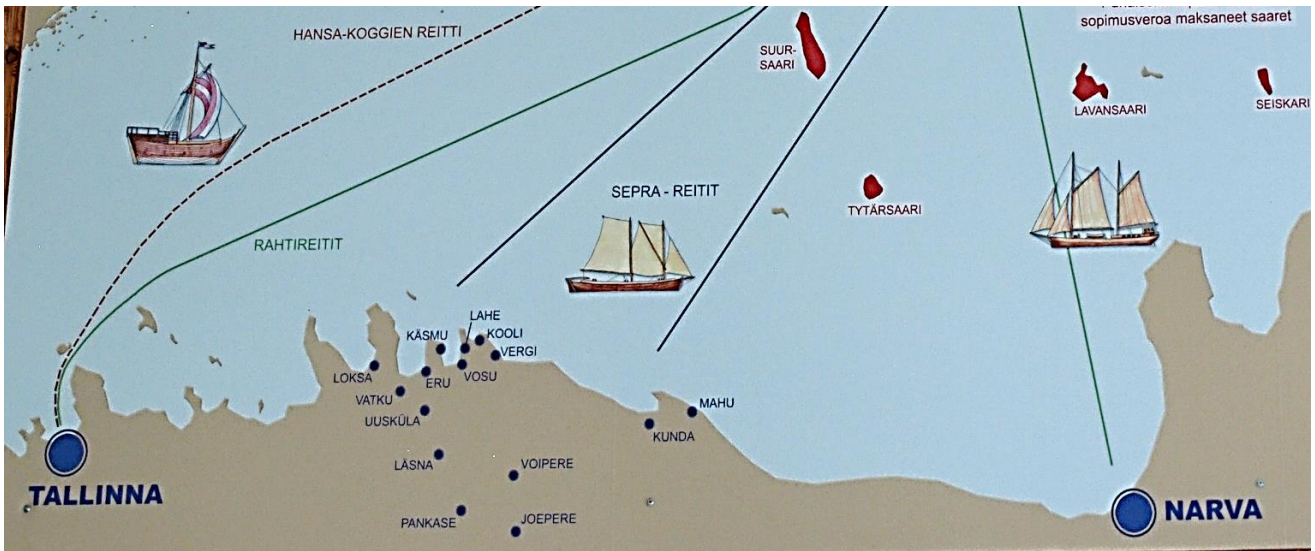 sopimusveroa maksaneet saaret
HANSA-KOGGIEN REITTI
SUUR-
SAARI
LAVANSAARI
SEISKARI
SEPRA - REITIT
TYTÄRSAARI
RAHTIREITIT
LAHE
KÄSMU
KOOLI
VERGI
LOKSA
ERU
VOSU
VATKU
UUSKÜLA
MAHU
KUNDA
LÄSNA
VOIPERE
TALLINNA
PANKASE
JOEPERE
NARVA